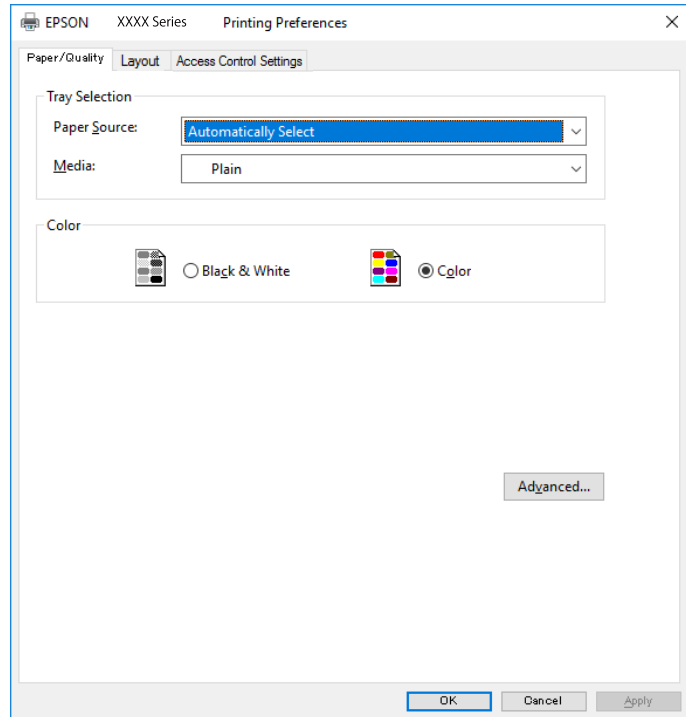 EPSON XXXX Series Printing Preferences
Paper/Quality Layout Access Control Settings
Tray Selection
Paper Source: Automatically Select
Media: Plain
Color
Black & White Color
Advanced...
OK Cancel Apply